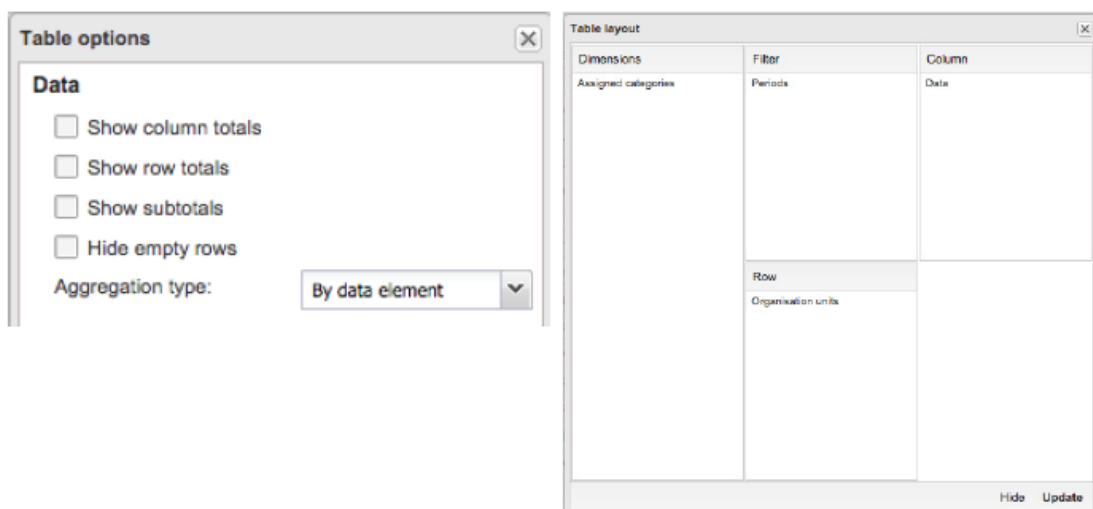 Table options
Data
Show column totals
Show row totals
Show subtotals
Hide empty rows
Aggregation type: By data element
Table layout
Dimensions Filter Column
Assigned categories Periods Data
Row
Organisation units
Hide Update